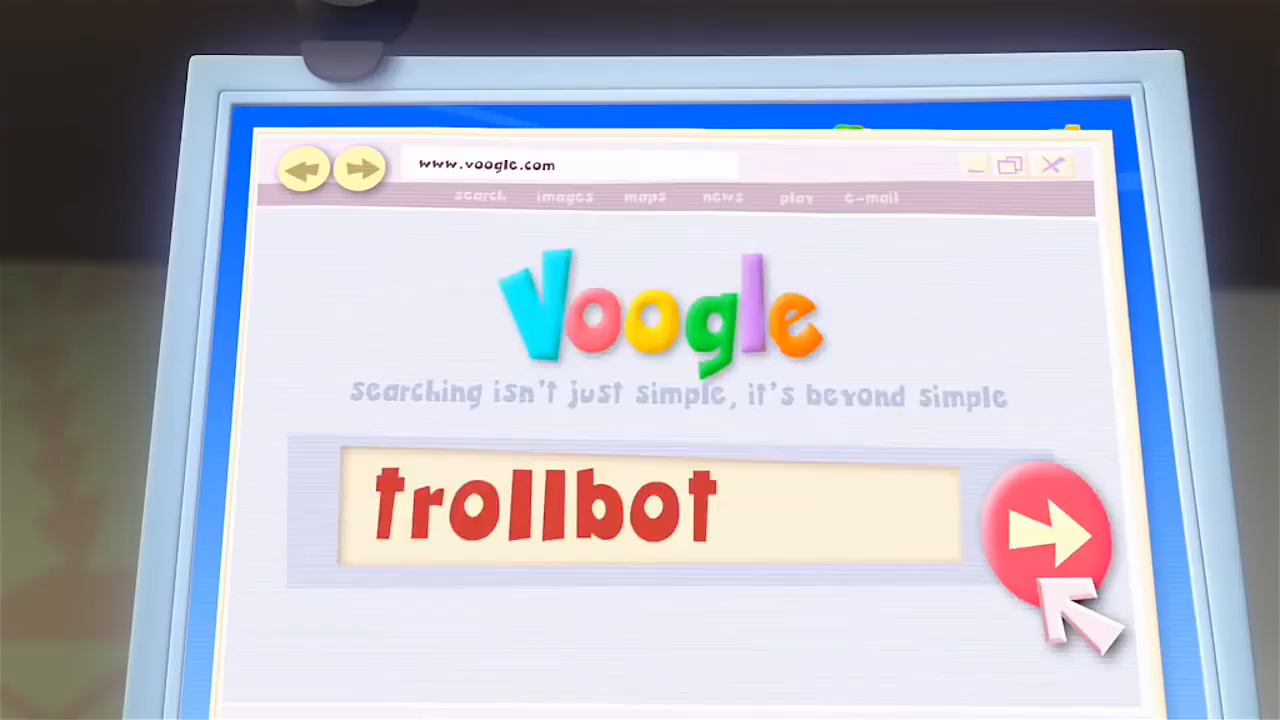 www.voogle.com
search images maps news play e-mail
Voogle
searching isn't just simple, it's beyond simple
trollbot